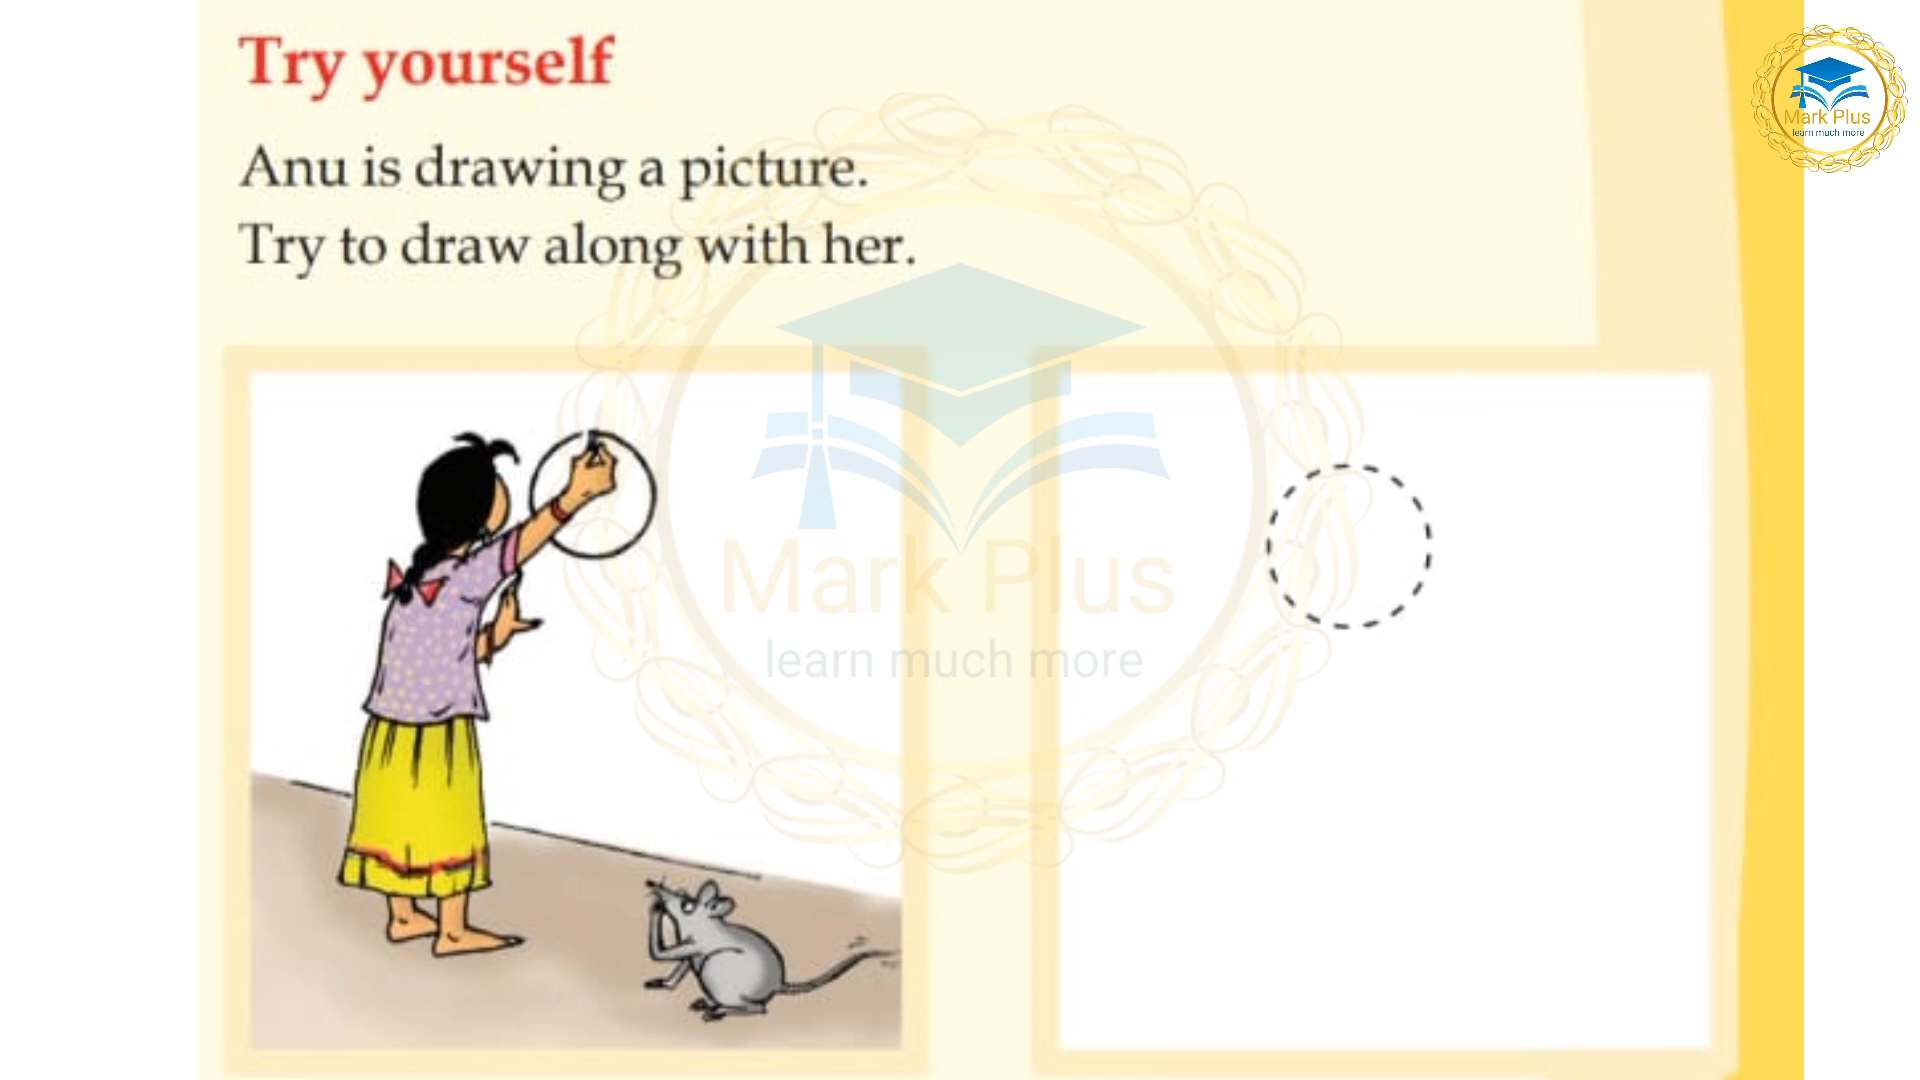 Try yourself
Anu is drawing a picture.
Try to draw along with her.
Mark Plus
learn much more
Mark Plus
learn much more